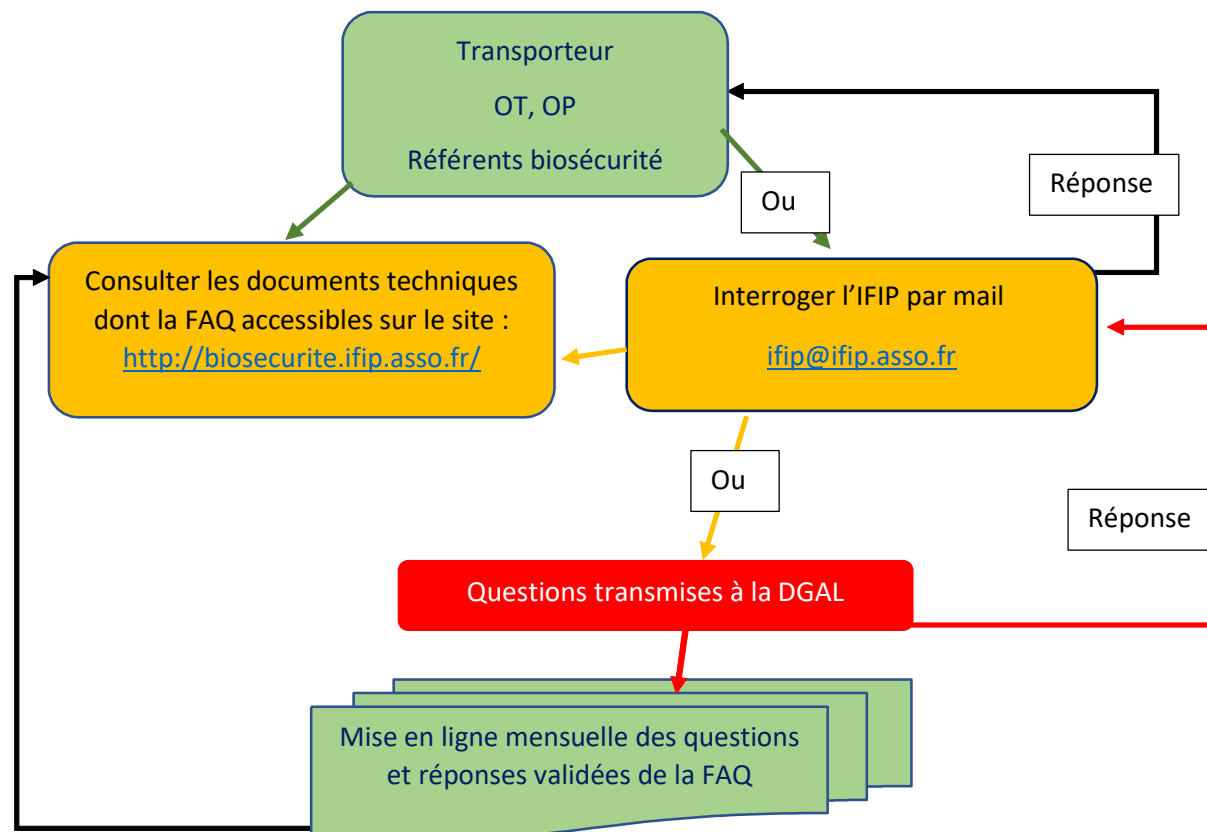 Transporteur
OT, OP
Référents biosécurité
Réponse
Ou
Consulter les documents techniques
dont la FAQ accessibles sur le site :
http://biosecurite.ifip.asso.fr/
Interroger l’IFIP par mail
ifip@ifip.asso.fr
Ou
Réponse
Questions transmises à la DGAL
Mise en ligne mensuelle des questions
et réponses validées de la FAQ